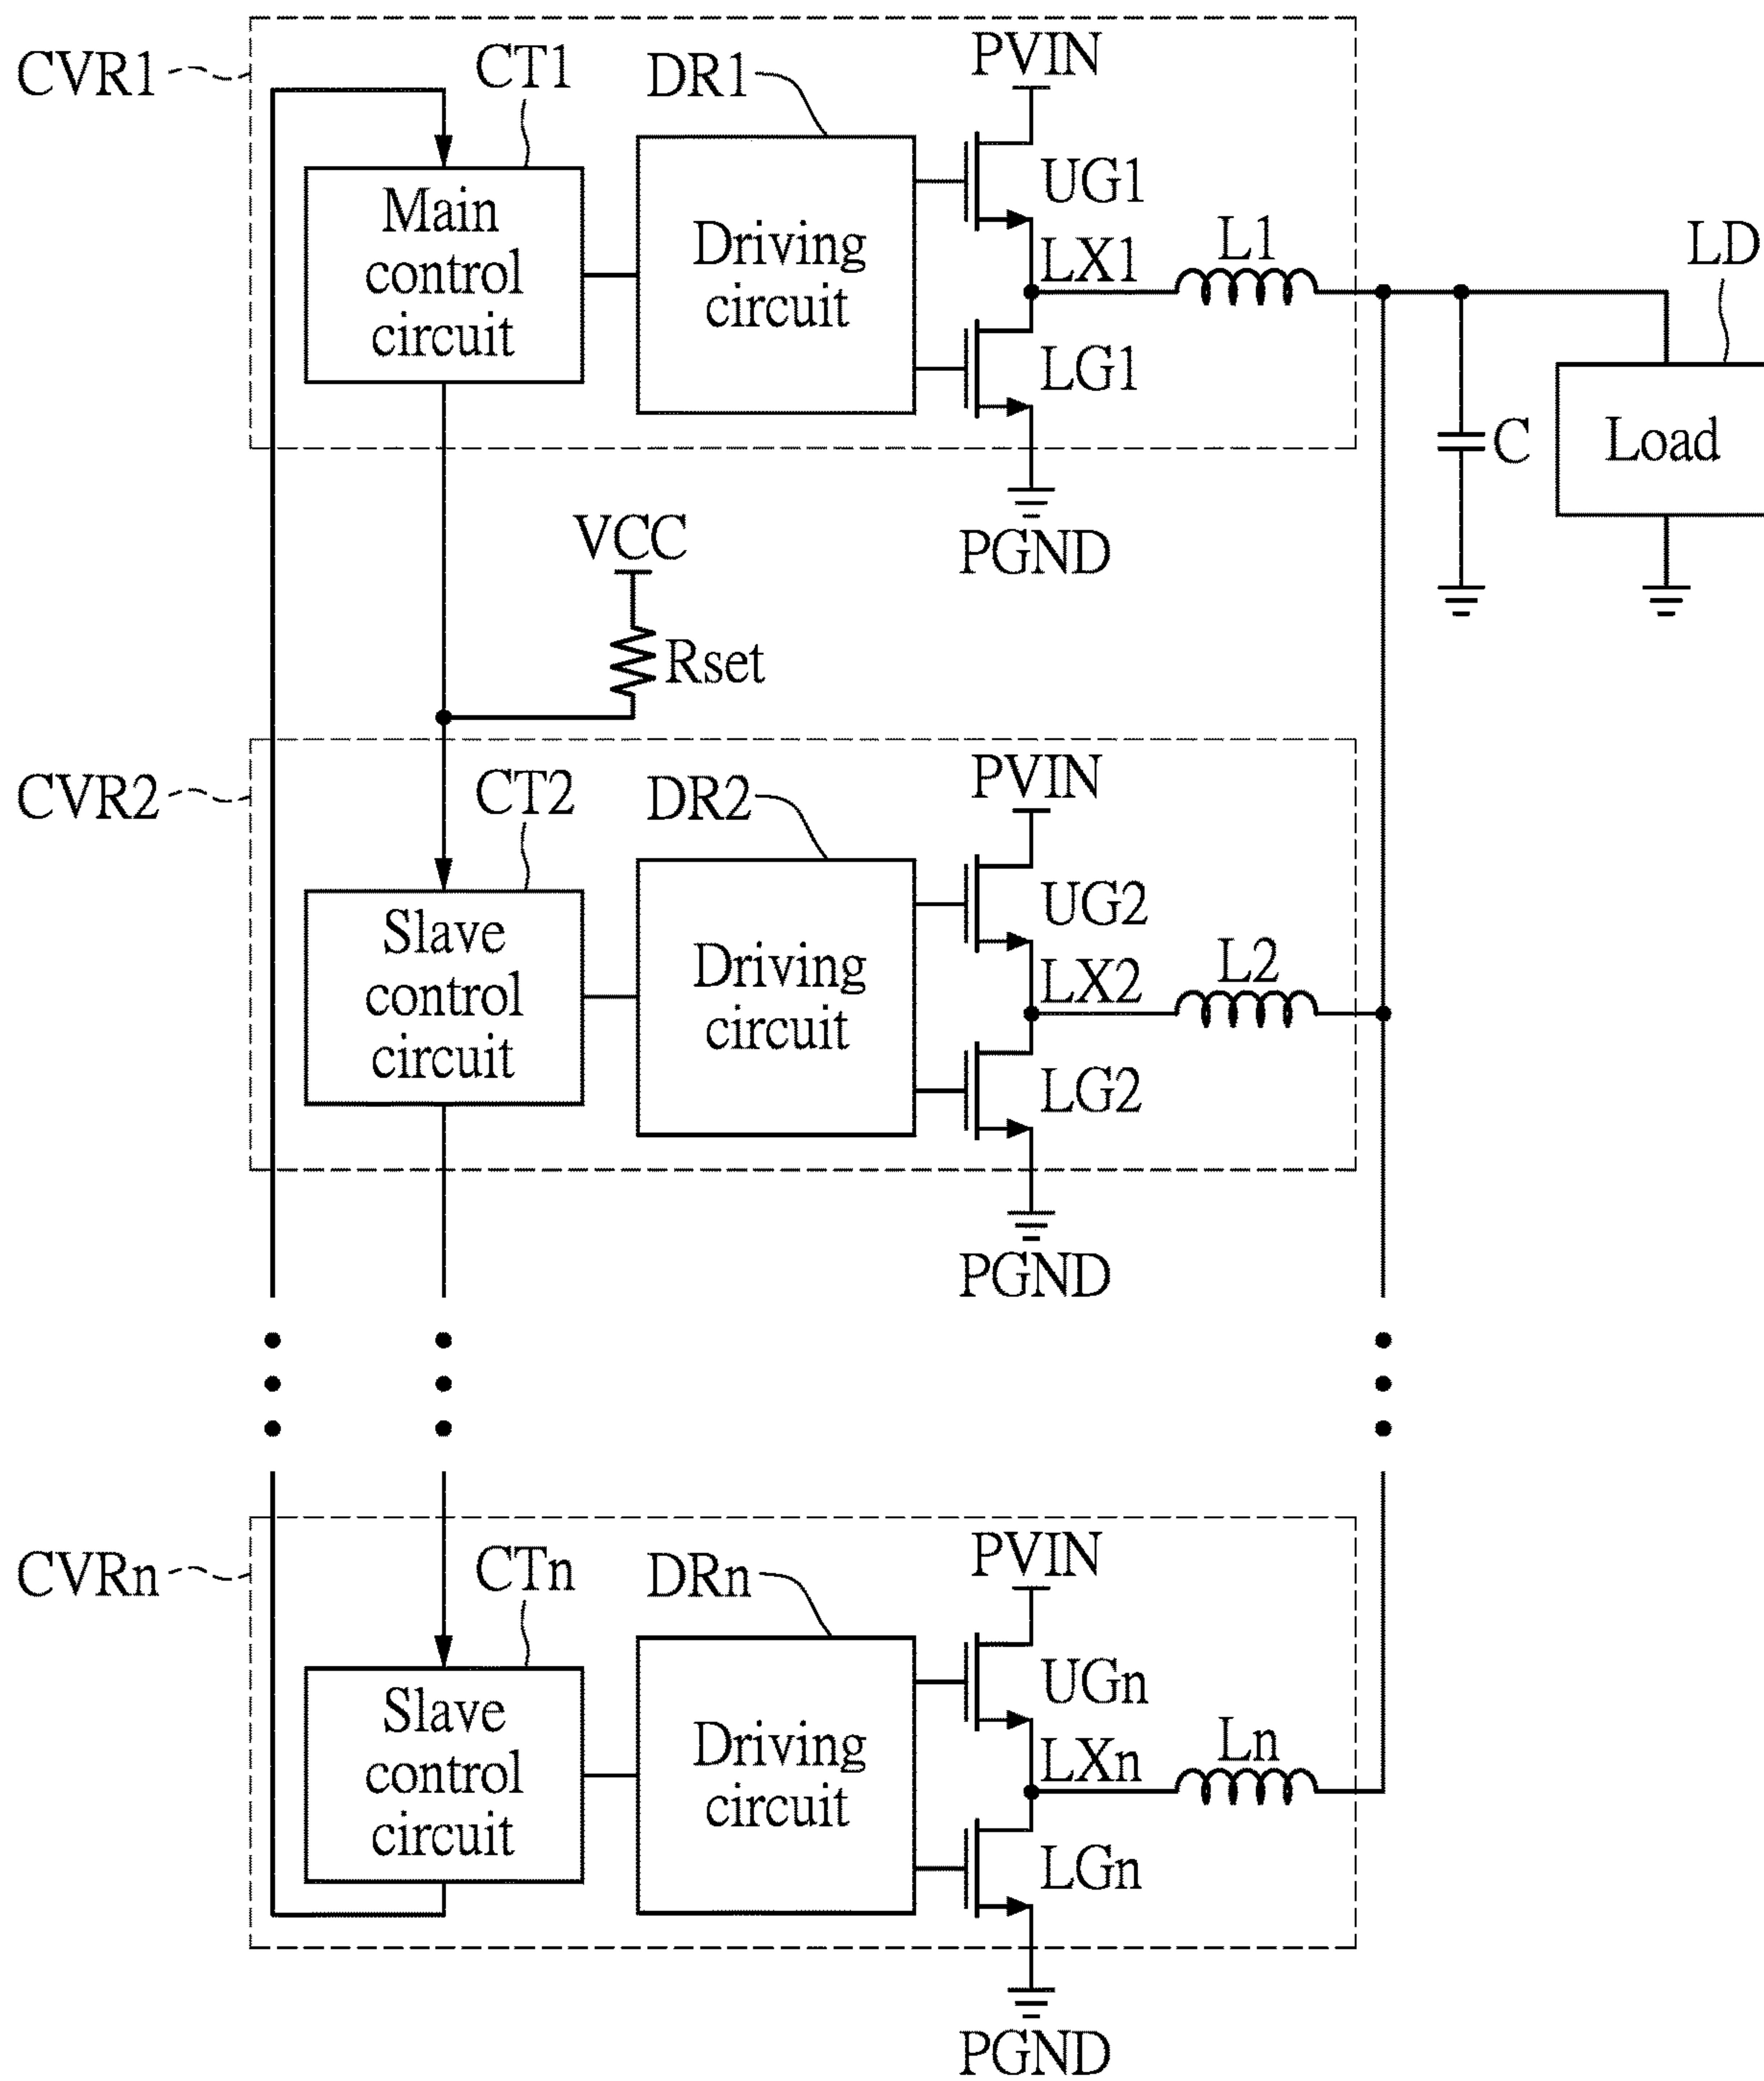 CVR1
CT1
DR1
PVIN
Main
control
circuit
Driving
circuit
UG1
LX1
LG1
L1
LD
C
Load
PGND
VCC
Rset
CVR2
CT2
DR2
PVIN
Slave
control
circuit
Driving
circuit
UG2
LX2
LG2
L2
PGND
CVRn
CTn
DRn
PVIN
Slave
control
circuit
Driving
circuit
UGn
LXn
LGn
Ln
PGND